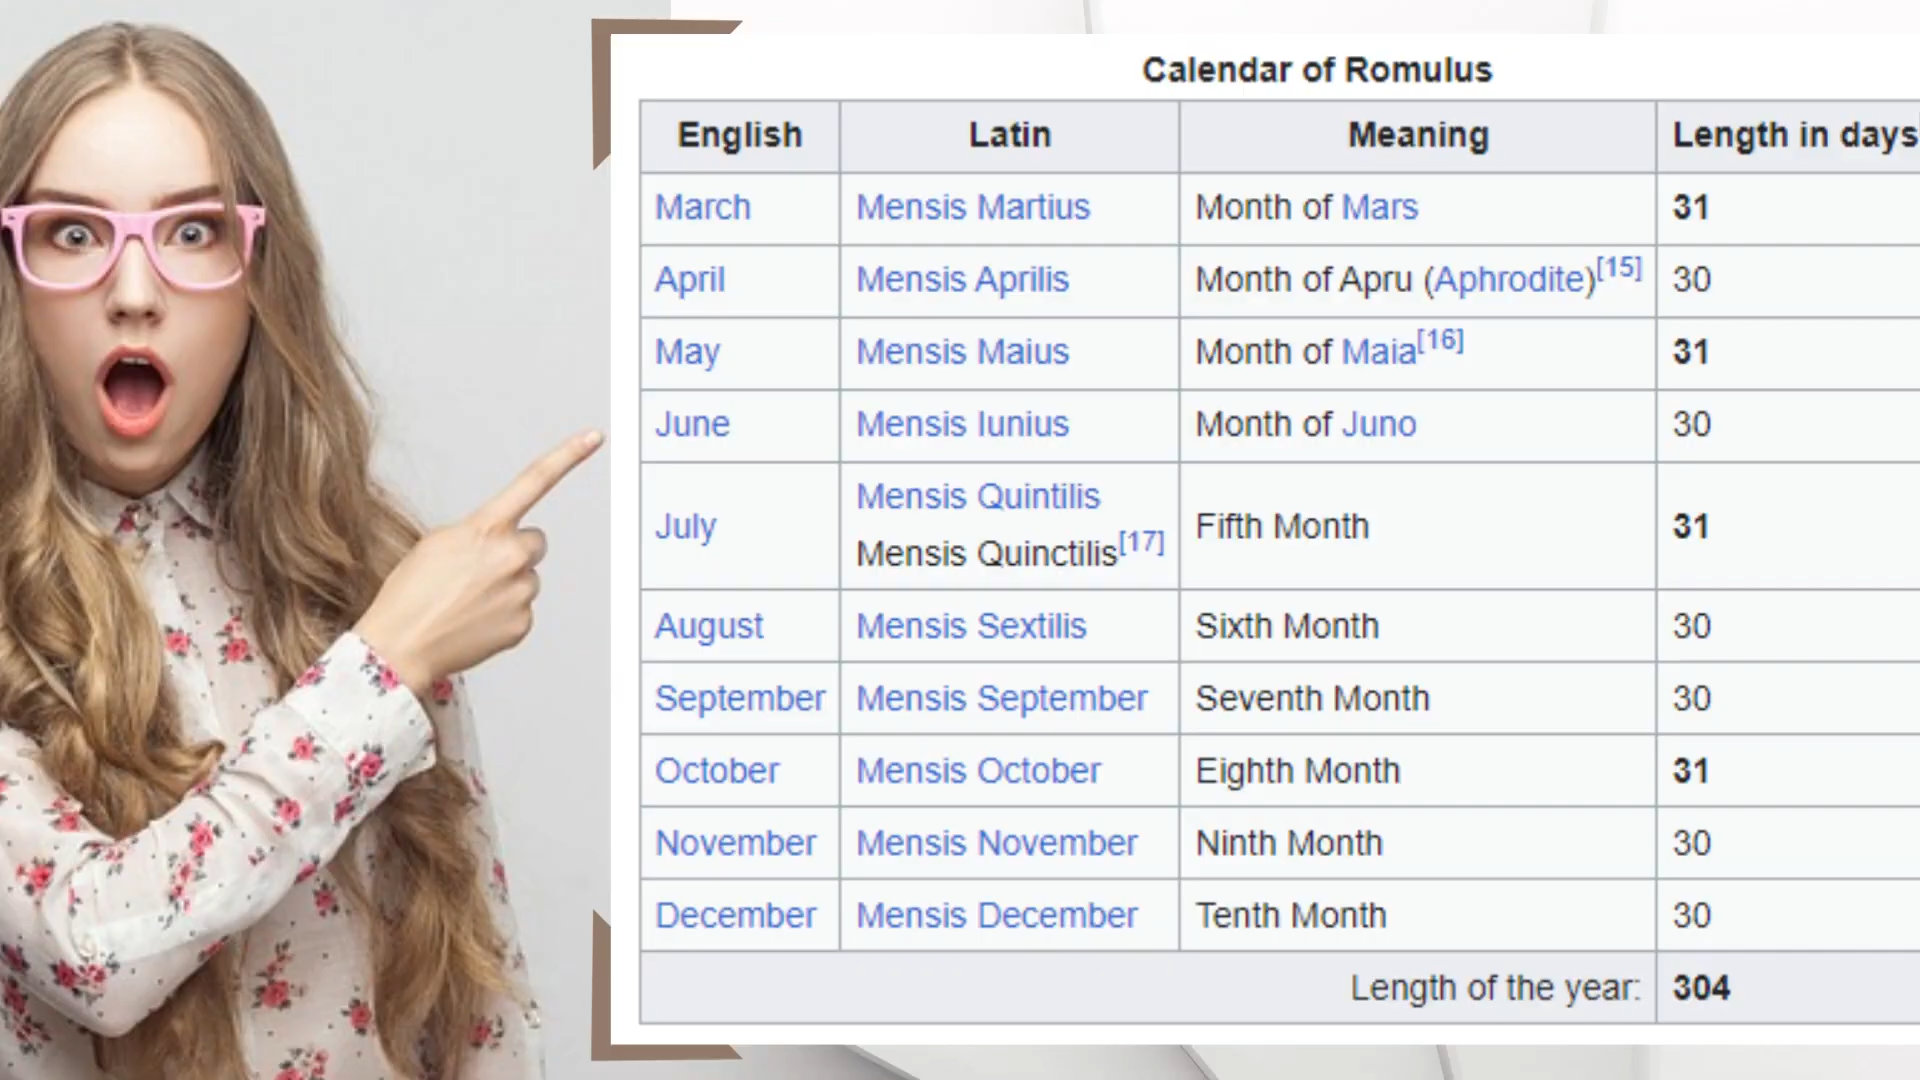 Calendar of Romulus
English Latin Meaning Length in days
March Mensis Martius Month of Mars 31
April Mensis Aprilis Month of Apru (Aphrodite)[15] 30
May Mensis Maius Month of Maia[16] 31
June Mensis Iunius Month of Juno 30
July Mensis Quintilis Mensis Quinctilis[17] Fifth Month 31
August Mensis Sextilis Sixth Month 30
September Mensis September Seventh Month 30
October Mensis October Eighth Month 31
November Mensis November Ninth Month 30
December Mensis December Tenth Month 30
Length of the year: 304